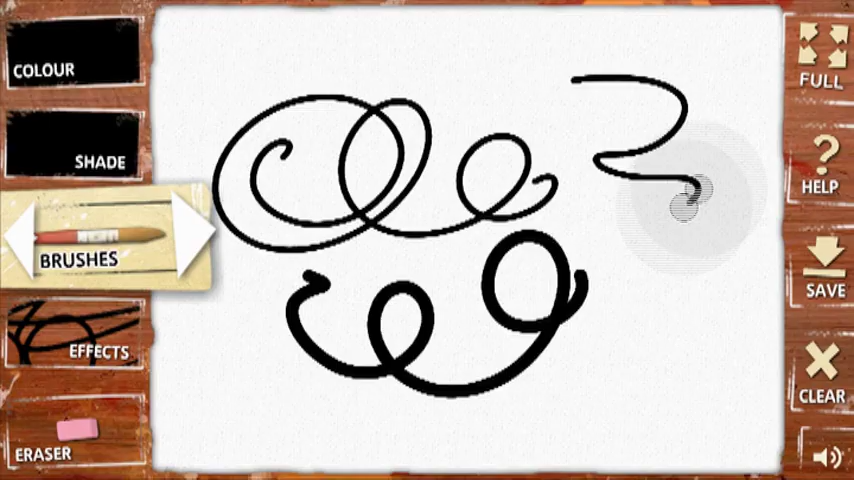 COLOUR
SHADE
BRUSHES
EFFECTS
ERASER
FULL
HELP
SAVE
CLEAR